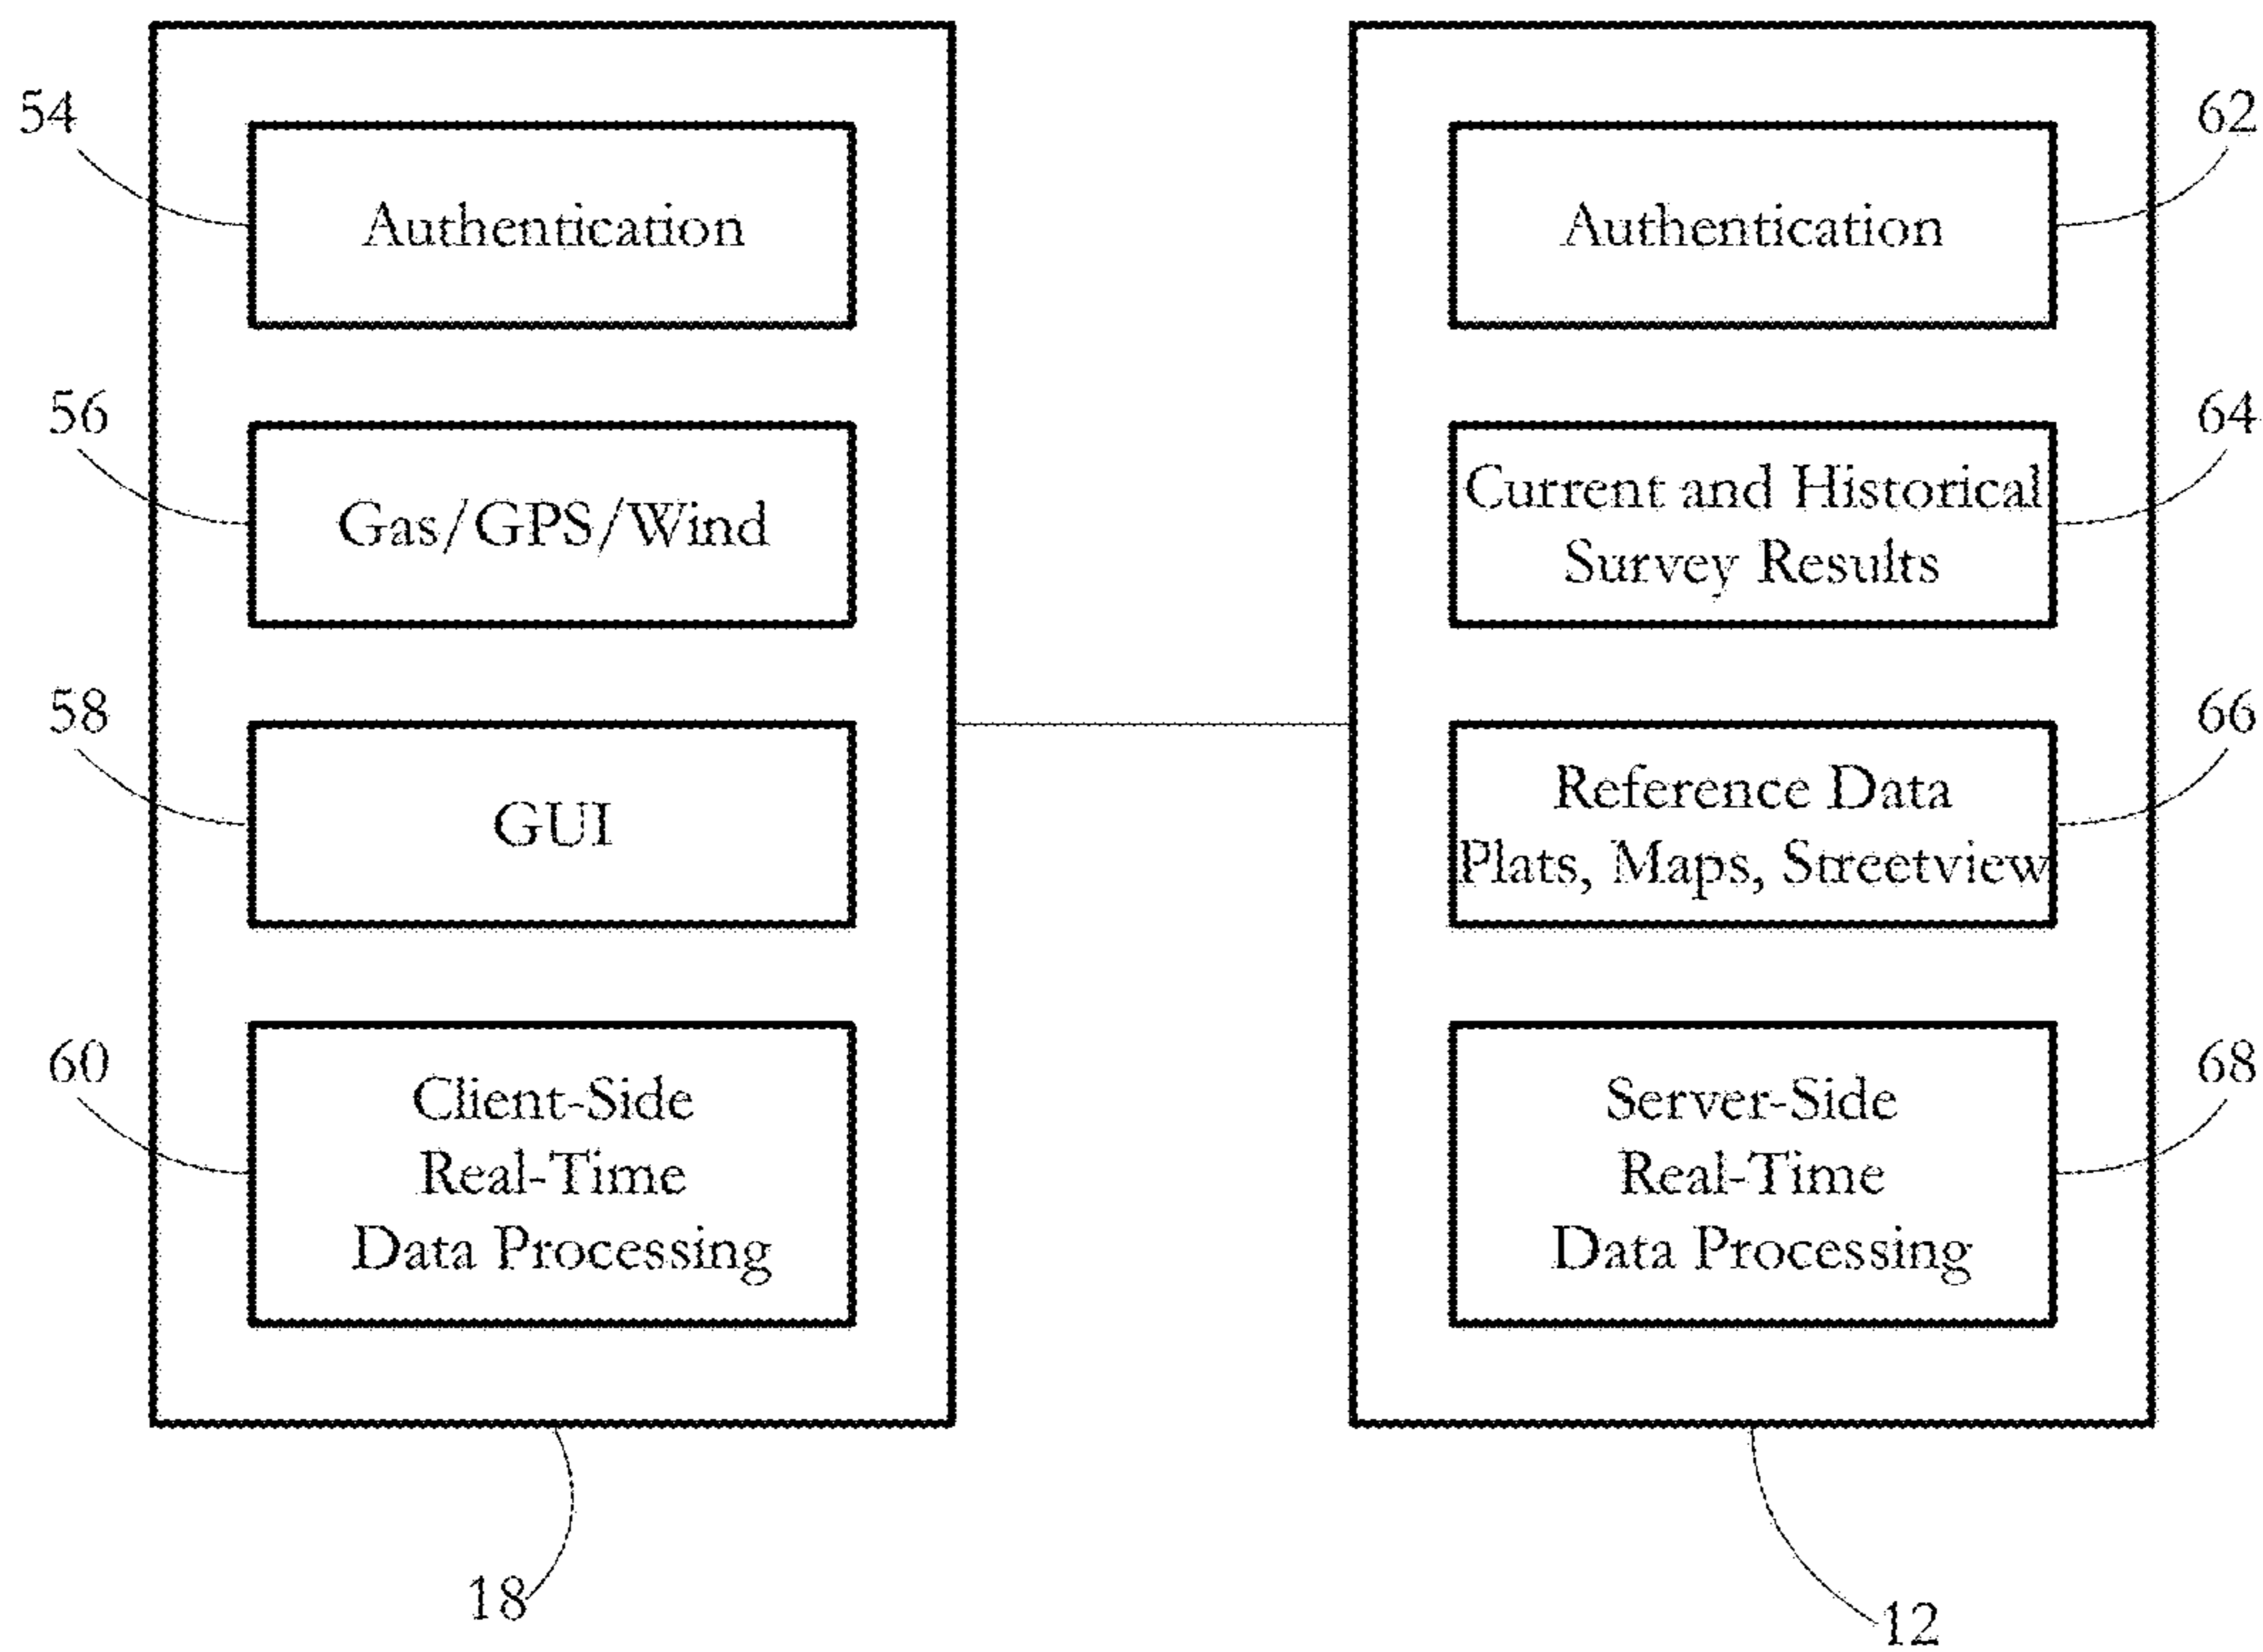 54
Authentication
56
Gas/GPS/Wind
58
GUI
60
Client-Side
Real-Time
Data Processing
18
62
Authentication
64
Current and Historical
Survey Results
66
Reference Data
Plats, Maps, Streetview
68
Server-Side
Real-Time
Data Processing
12